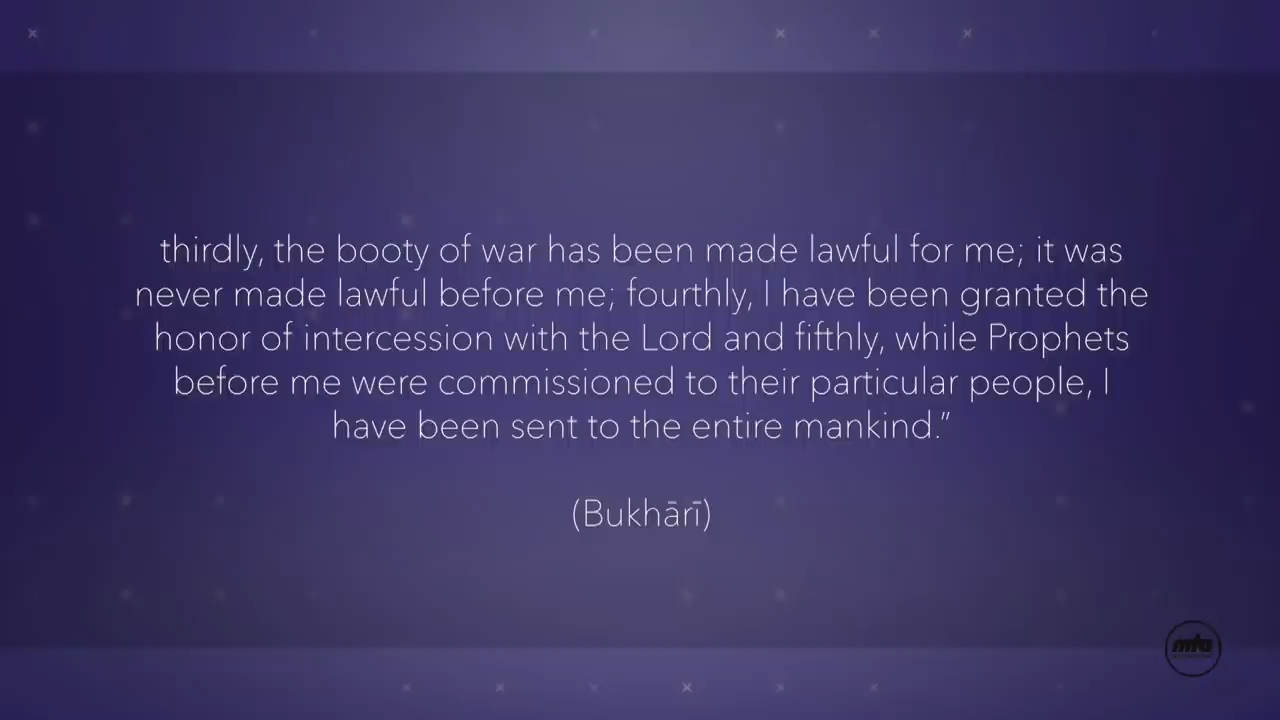 thirdly, the booty of war has been made lawful for me; it was
never made lawful before me; fourthly, I have been granted the
honor of intercession with the Lord and fifthly, while Prophets
before me were commissioned to their particular people, I
have been sent to the entire mankind.”
(Bukhārī)
mta